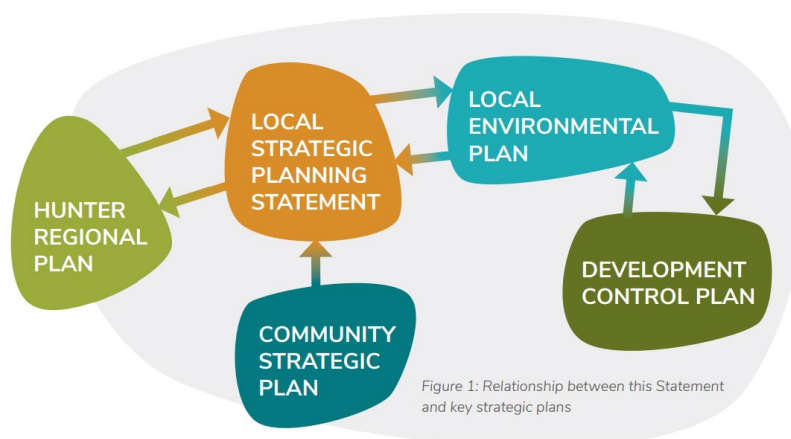 HUNTER
REGIONAL
PLAN
LOCAL
STRATEGIC
PLANNING
STATEMENT
LOCAL
ENVIRONMENTAL
PLAN
DEVELOPMENT
CONTROL PLAN
COMMUNITY
STRATEGIC
PLAN
Figure 1: Relationship between this Statement
and key strategic plans